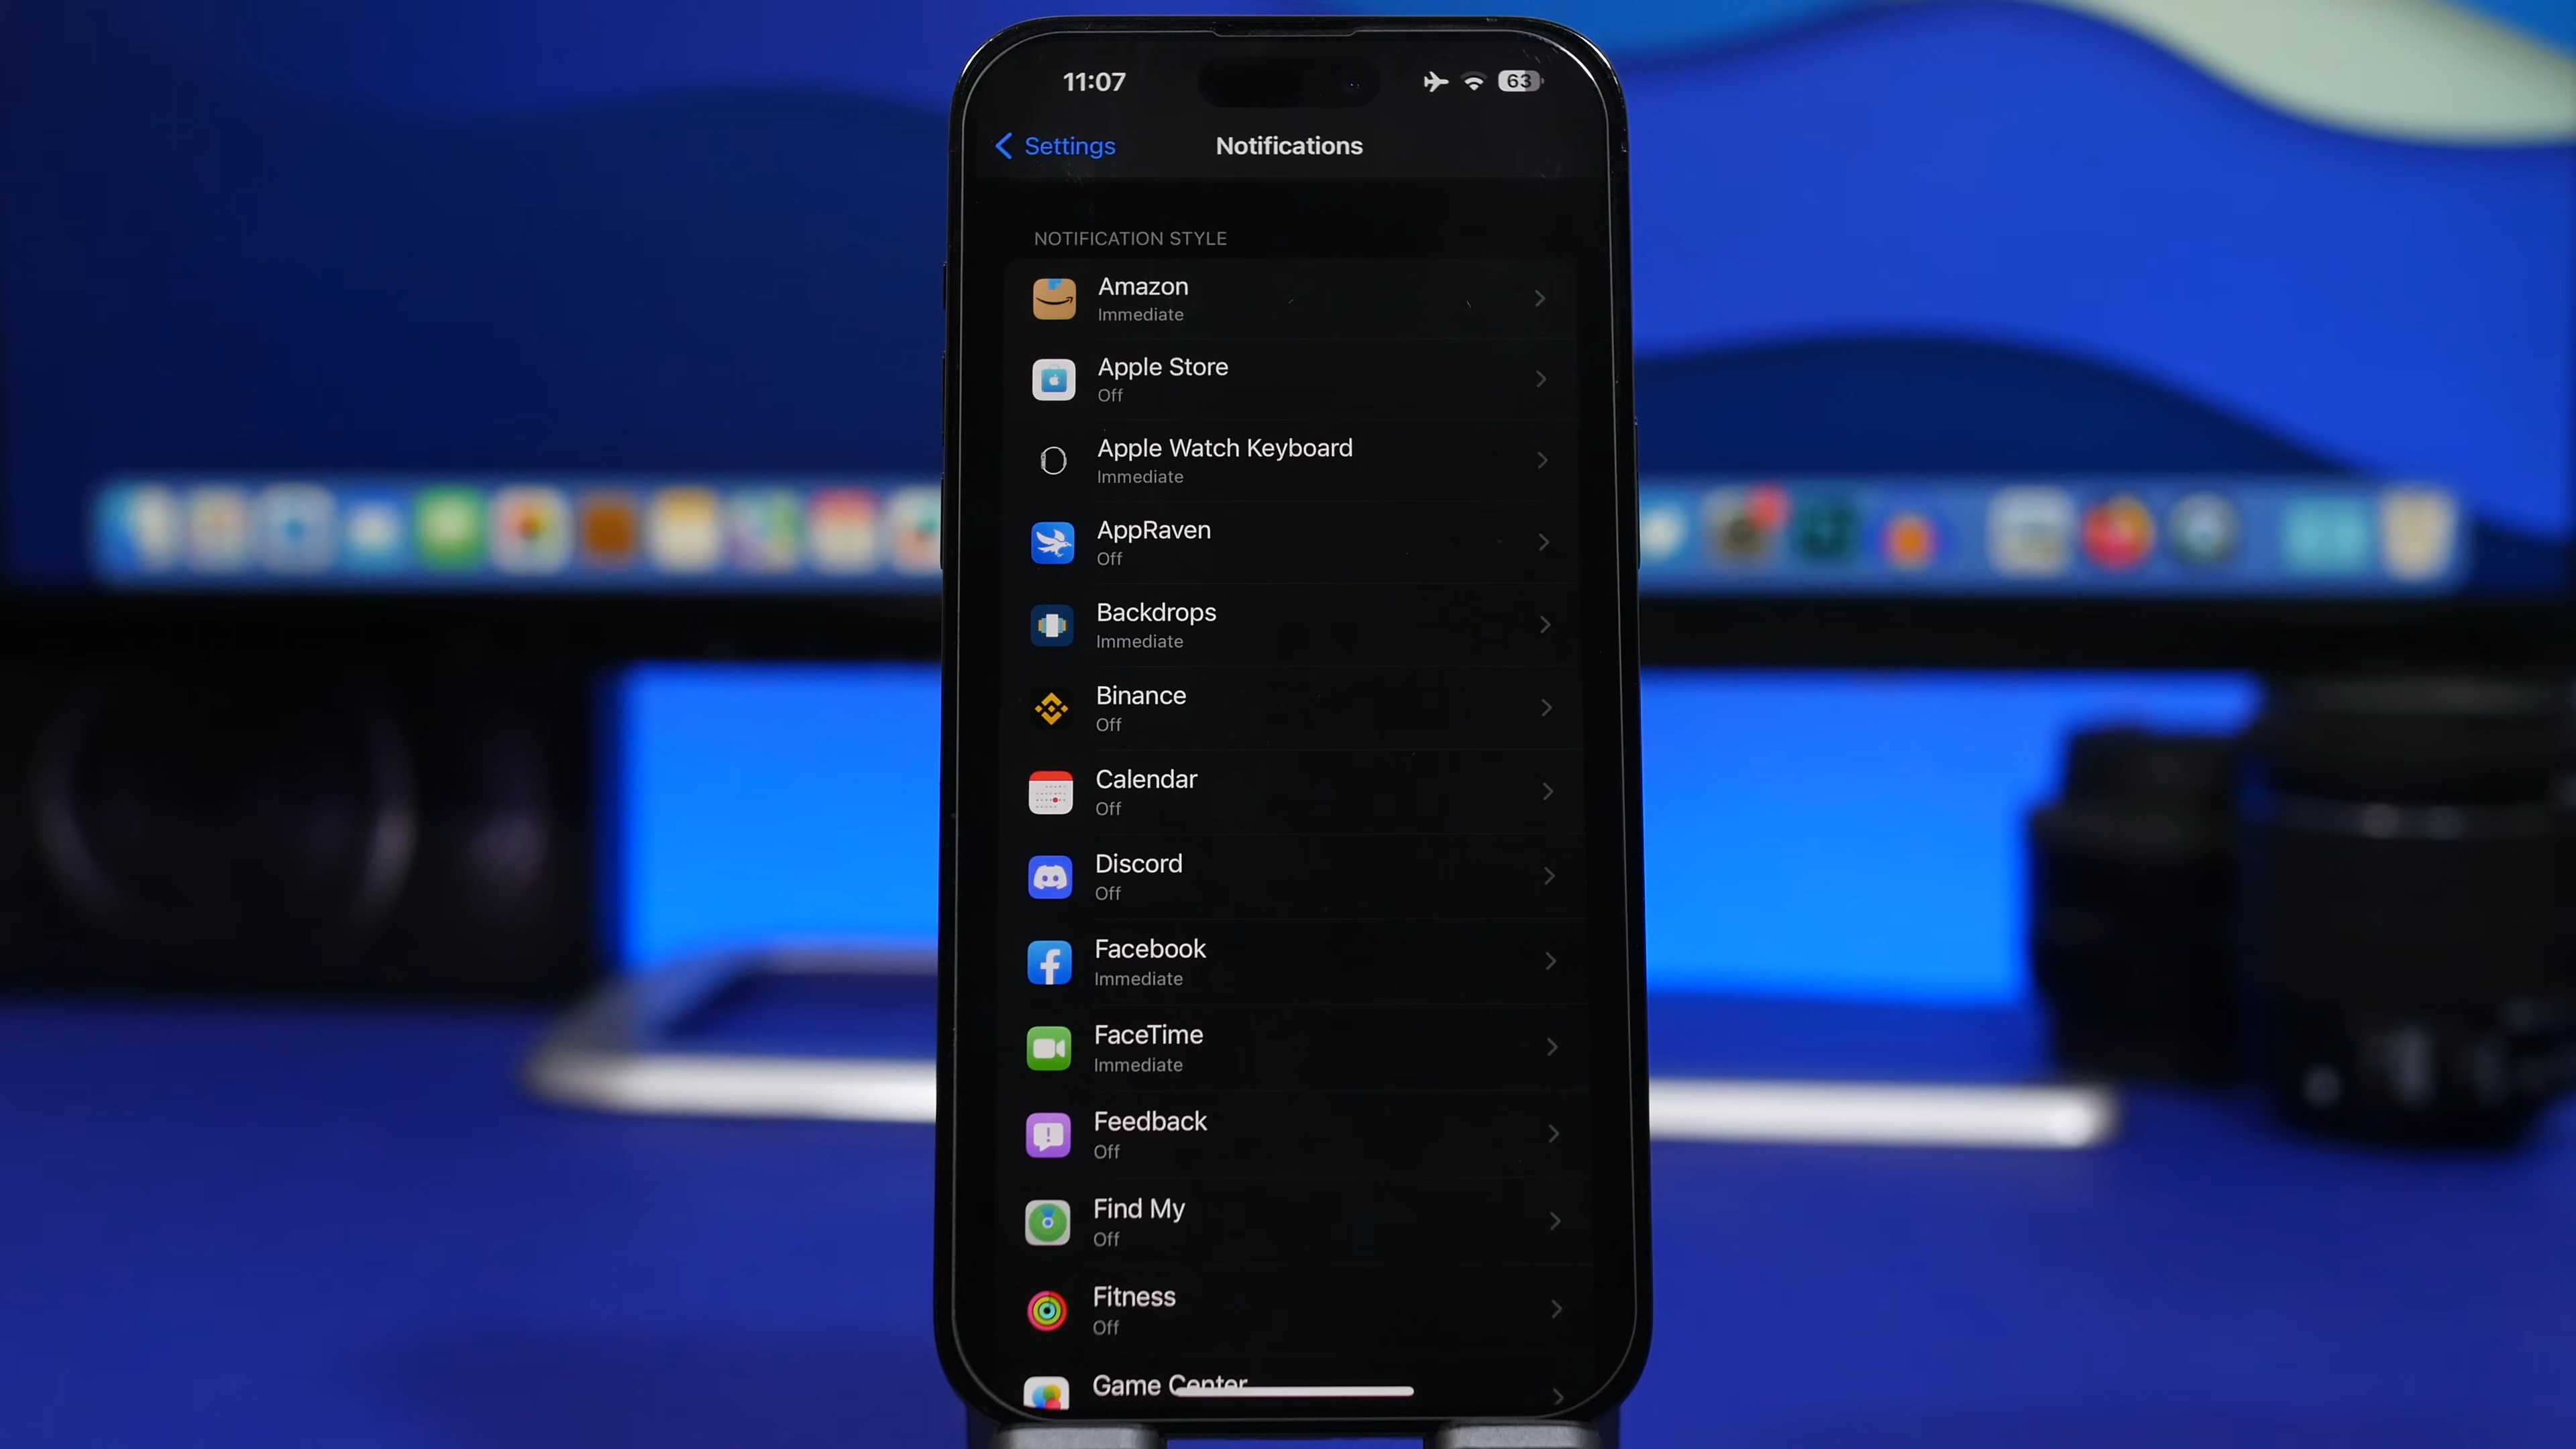 11:07
63
Settings
Notifications
NOTIFICATION STYLE
Amazon
Immediate
Apple Store
Off
Apple Watch Keyboard
Immediate
AppRaven
Off
Backdrops
Immediate
Binance
Off
Calendar
Off
Discord
Off
Facebook
Immediate
FaceTime
Immediate
Feedback
Off
Find My
Off
Fitness
Off
Game Center